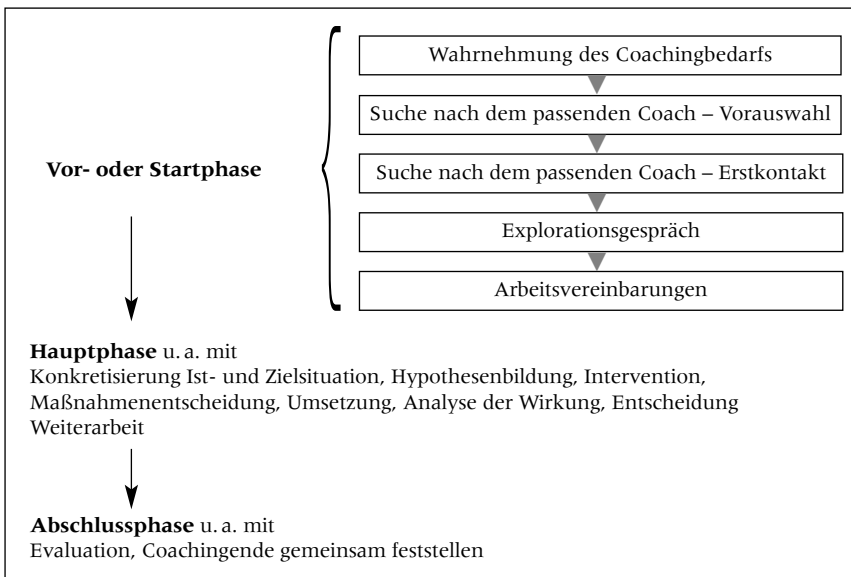 Vor- oder Startphase
Wahrnehmung des Coachingbedarfs
Suche nach dem passenden Coach – Vorauswahl
Suche nach dem passenden Coach – Erstkontakt
Explorationsgespräch
Arbeitsvereinbarungen
Hauptphase u. a. mit
Konkretisierung Ist- und Zielsituation, Hypothesenbildung, Intervention,
Maßnahmenentscheidung, Umsetzung, Analyse der Wirkung, Entscheidung
Weiterarbeit
Abschlussphase u. a. mit
Evaluation, Coachingende gemeinsam feststellen